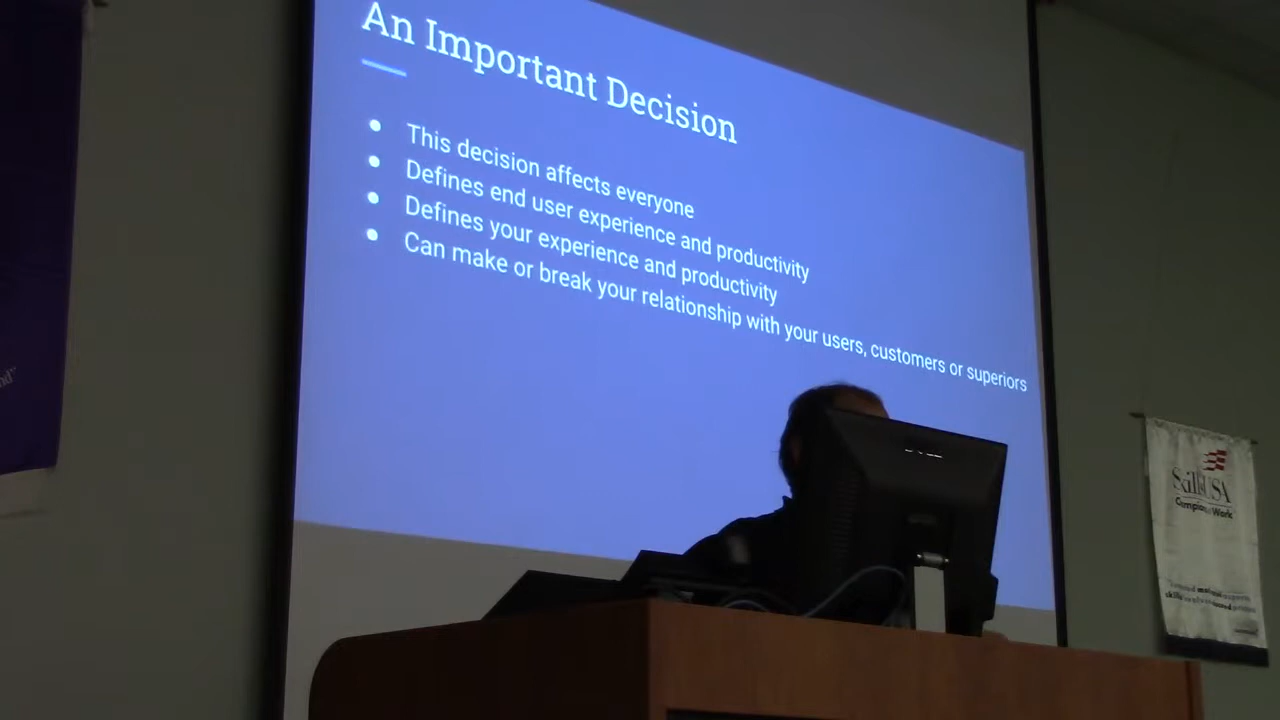 An Important Decision
This decision affects everyone
Defines end user experience and productivity
Defines your experience and productivity
Can make or break your relationship with your users, customers or superiors
SkillsUSA